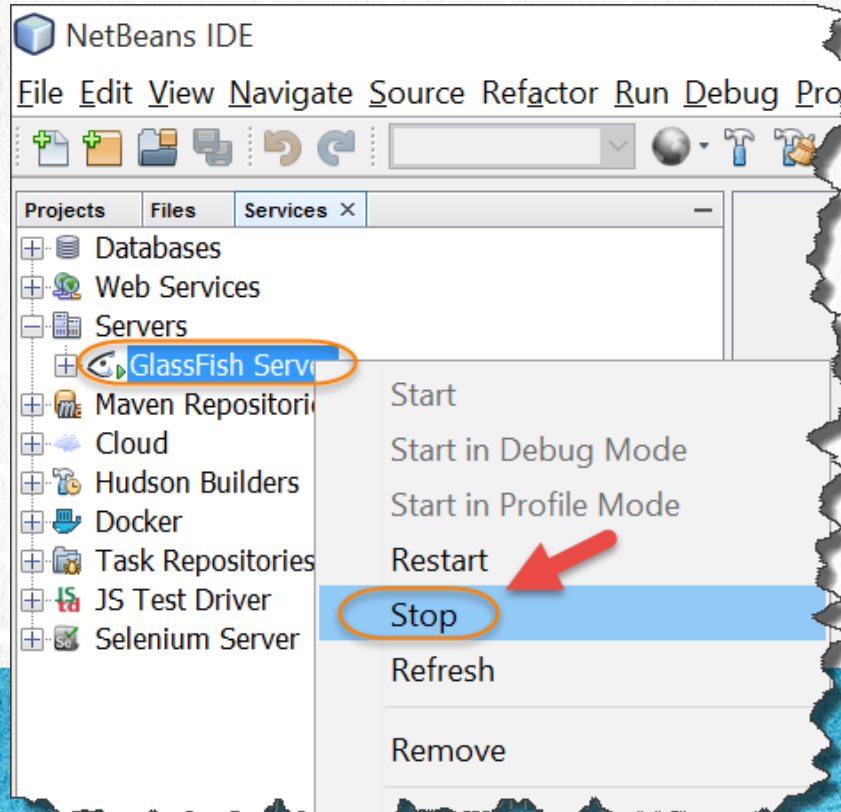 NetBeans IDE
File Edit View Navigate Source Refactor Run Debug Pro
Projects Files Services
Databases
Web Services
Servers
GlassFish Serve
Maven Repositorie
Cloud
Hudson Builders
Docker
Task Repositories
JS Test Driver
Selenium Server
Start
Start in Debug Mode
Start in Profile Mode
Restart
Stop
Refresh
Remove